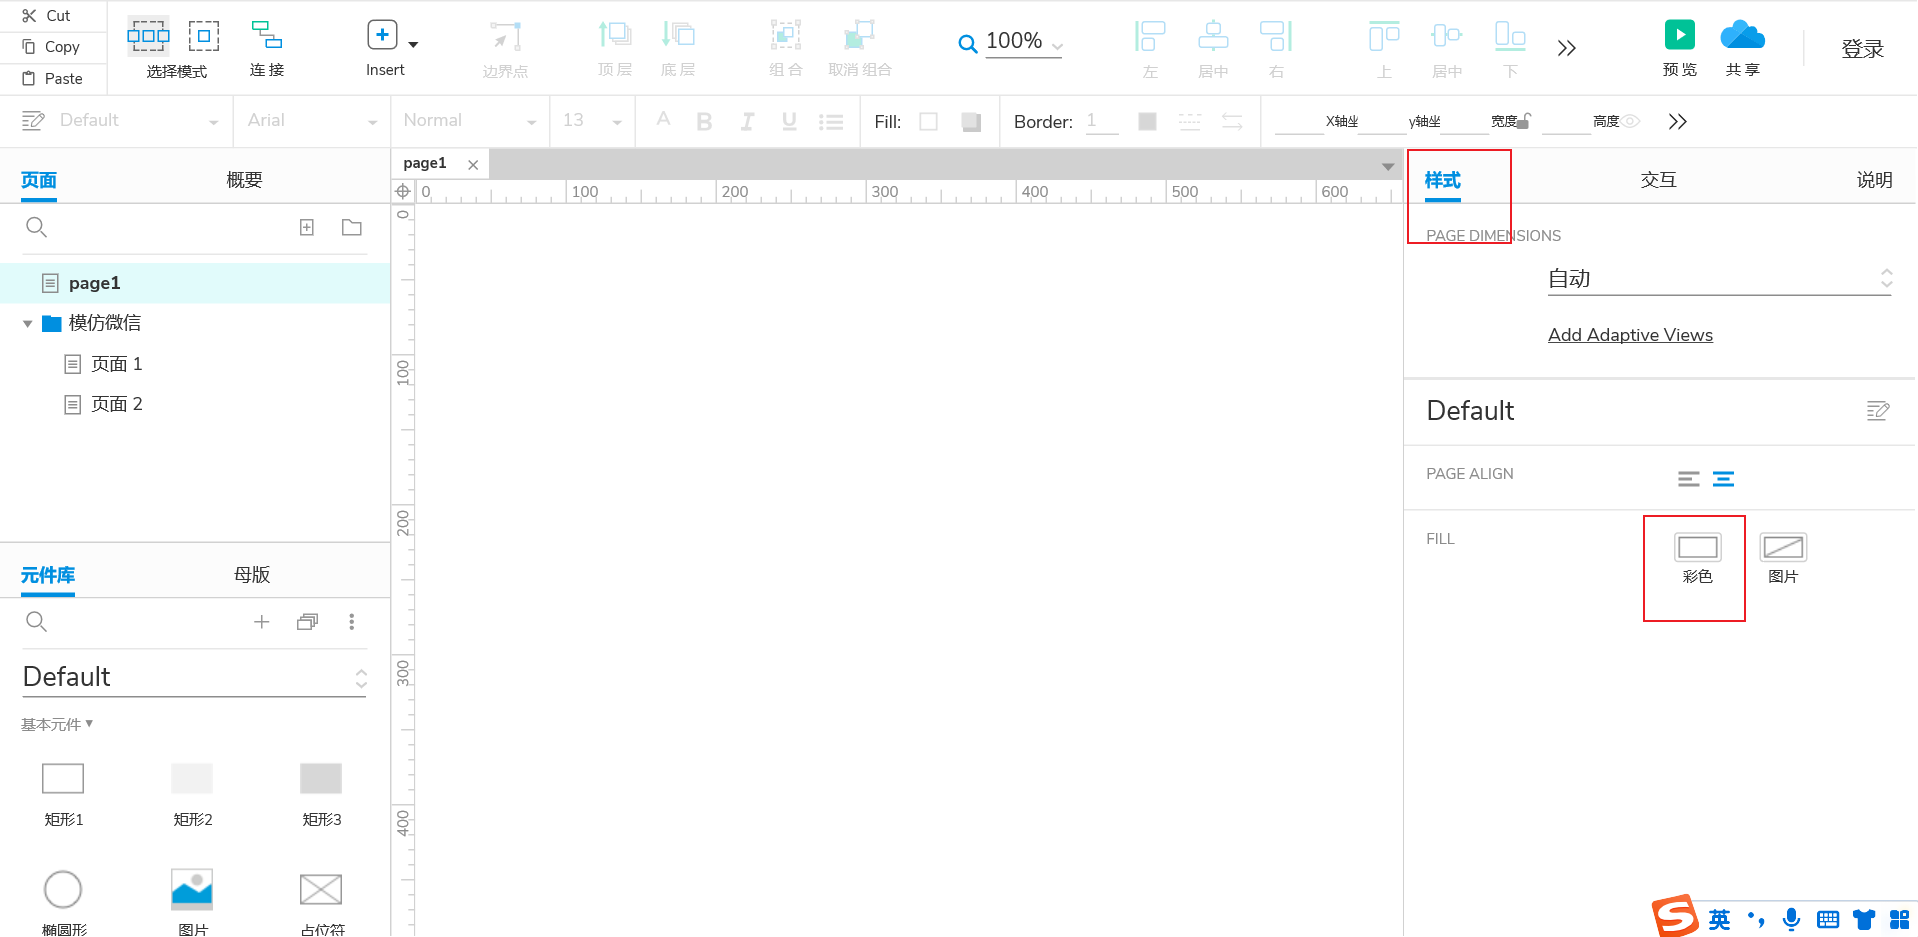 Cut
Copy
Paste
选择模式
连接
Insert
边界点
顶层
底层
组合
取消组合
100%
左
居中
右
上
居中
下
预览
共享
登录
Default
Arial
Normal
13
A B I U
Fill:
Border: 1
X轴坐
y轴坐
宽度
高度
页面
概要
page1
模仿微信
页面 1
页面 2
元件库
母版
Default
基本元件
矩形1
矩形2
矩形3
椭圆形
图片
占位符
page1
0 100 200 300 400 500 600
0
100
200
300
400
样式
交互
说明
PAGE DIMENSIONS
自动
Add Adaptive Views
Default
PAGE ALIGN
FILL
彩色
图片
S 英